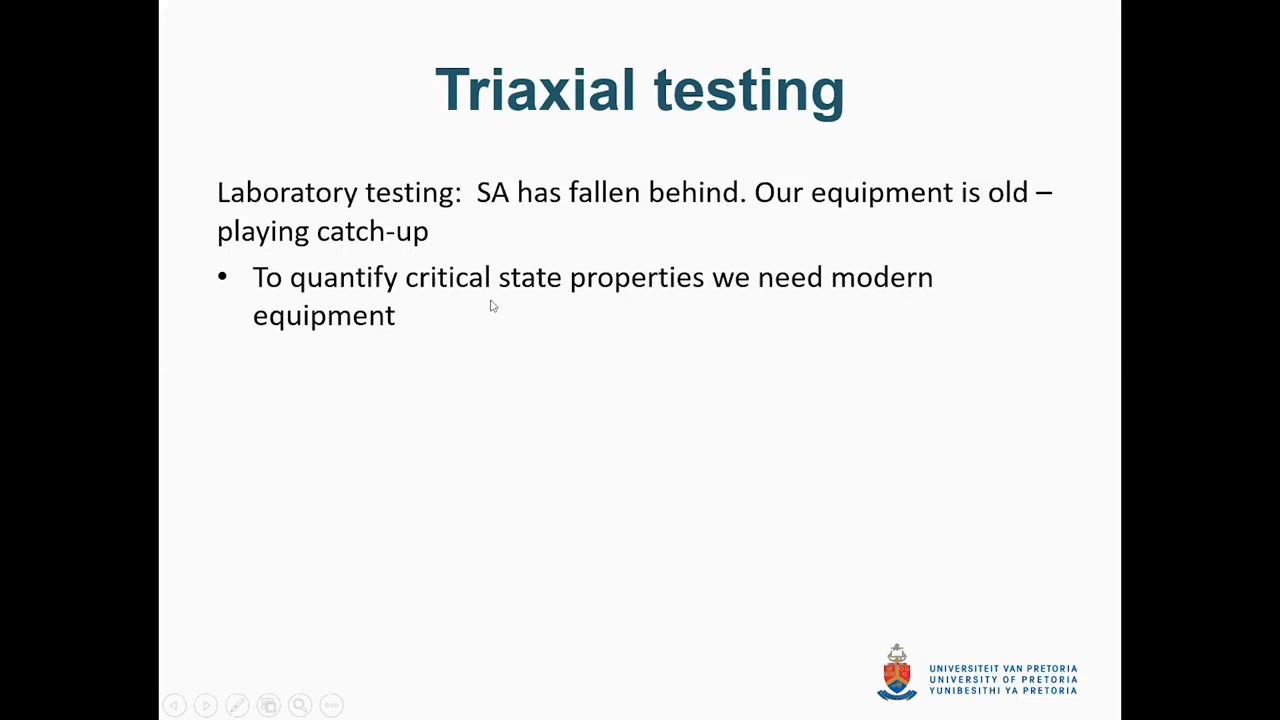 Triaxial testing
Laboratory testing:  SA has fallen behind. Our equipment is old –
playing catch-up
• To quantify critical state properties we need modern
equipment
UNIVERSITEIT VAN PRETORIA
UNIVERSITY OF PRETORIA
YUNIBESITHI YA PRETORIA